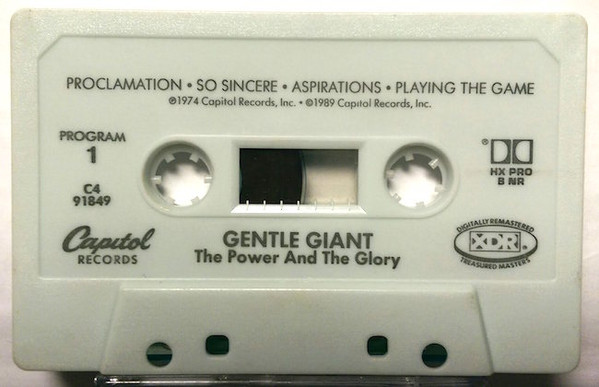 PROCLAMATION • SO SINCERE • ASPIRATIONS • PLAYING THE GAME
℗1974 Capitol Records, Inc. • ©1989 Capitol Records, Inc.
PROGRAM
1
C4
91849
®
HX PRO
B NR
Capitol
RECORDS
GENTLE GIANT
The Power And The Glory
DIGITALLY REMASTERED
XDR
TREASURED MASTERS